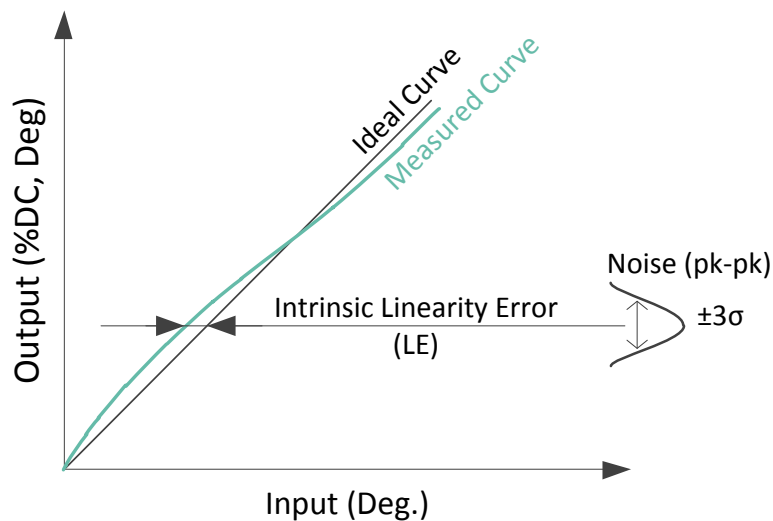 Ideal Curve
Measured Curve
Output (%DC, Deg)
Noise (pk-pk)
±3σ
Intrinsic Linearity Error
(LE)
Input (Deg.)